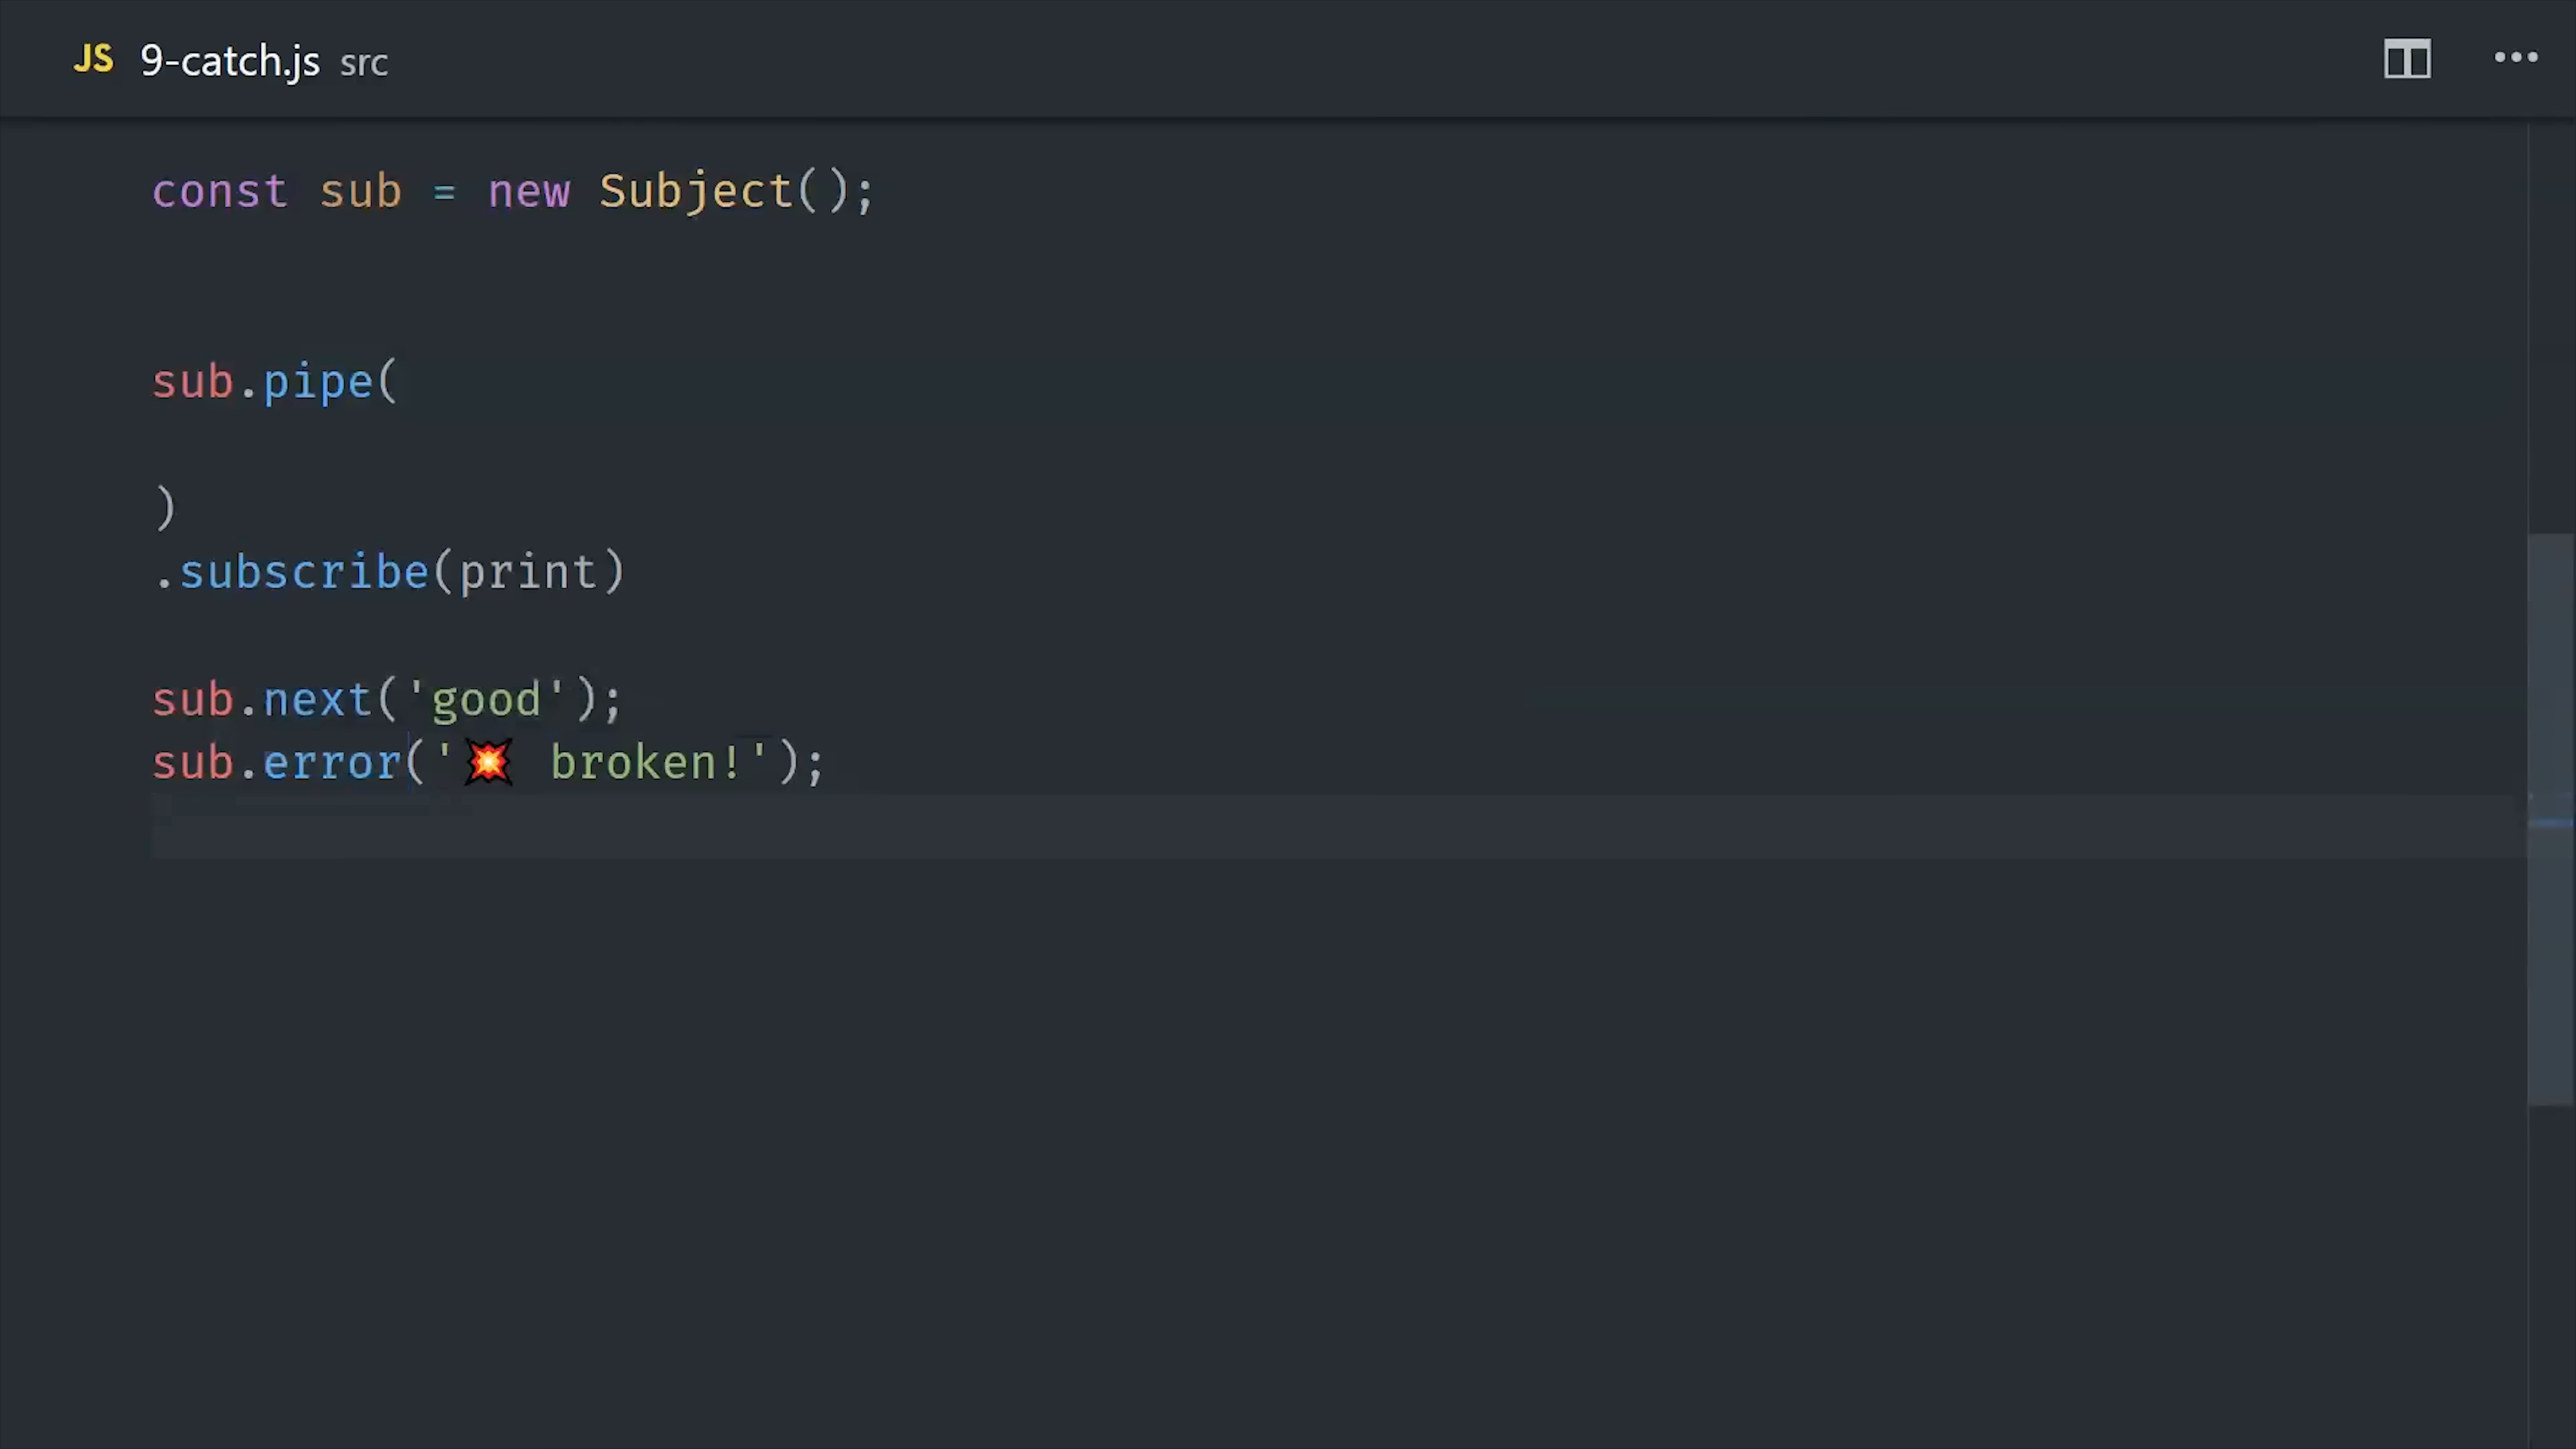 JS 9-catch.js src
const sub = new Subject();
sub.pipe(
)
.subscribe(print)
sub.next('good');
sub.error('💥 broken!');